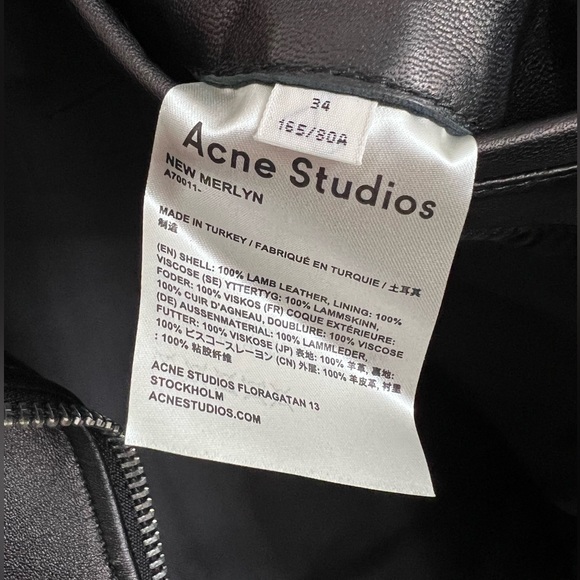 34
165/80A
Acne Studios
NEW MERLYN
A70011-
MADE IN TURKEY / FABRIQUÉ EN TURQUIE / 土耳其
制造
(EN) SHELL: 100% LAMB LEATHER, LINING: 100%
VISCOSE (SE) YTTERTYG: 100% LAMMSKINN,
FODER: 100% VISKOS (FR) COQUE EXTÉRIEURE:
100% CUIR D'AGNEAU, DOUBLURE: 100% VISCOSE
(DE) AUSSENMATERIAL: 100% LAMMLEDER,
FUTTER: 100% VISKOSE (JP) 表地: 100% 羊革, 裏地:
100% ビスコースレーヨン (CN) 外层: 100% 羊皮革, 衬里
: 100% 粘胶纤维
ACNE STUDIOS FLORAGATAN 13
STOCKHOLM
ACNESTUDIOS.COM